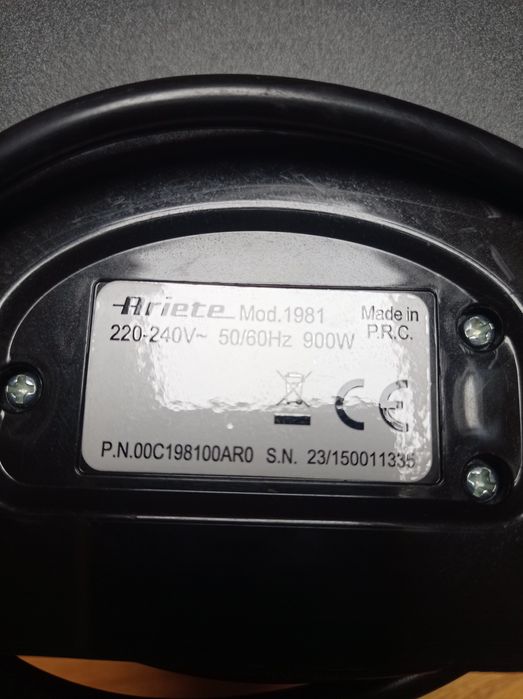 Ariete Mod.1981 Made in
220-240V~ 50/60Hz 900W P.R.C.
CE
P.N.00C198100AR0 S.N. 23/150011335